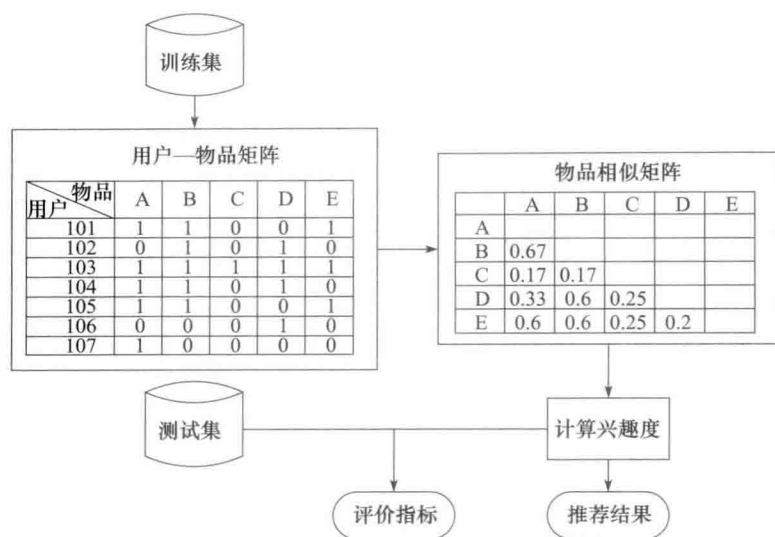 训练集
用户—物品矩阵
物品
用户 A B C D E
101 1 1 0 0 1
102 0 1 0 1 0
103 1 1 1 1 1
104 1 1 0 1 0
105 1 1 0 0 1
106 0 0 0 1 0
107 1 0 0 0 0
物品相似矩阵
A B C D E
A
B 0.67
C 0.17 0.17
D 0.33 0.6 0.25
E 0.6 0.6 0.25 0.2
测试集
计算兴趣度
评价指标
推荐结果